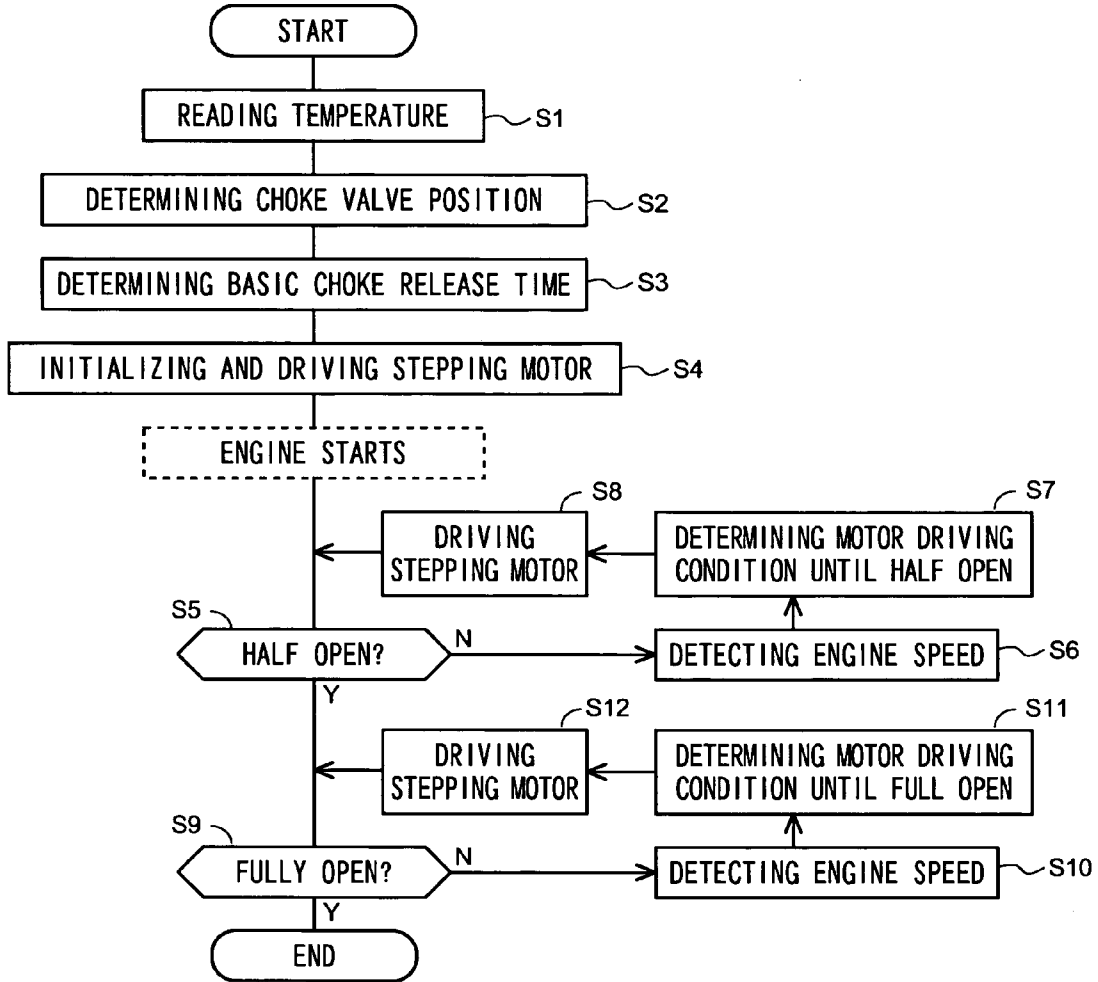 START
READING TEMPERATURE
S1
DETERMINING CHOKE VALVE POSITION
S2
DETERMINING BASIC CHOKE RELEASE TIME
S3
INITIALIZING AND DRIVING STEPPING MOTOR
S4
ENGINE STARTS
S8
S7
DRIVING
STEPPING MOTOR
DETERMINING MOTOR DRIVING
CONDITION UNTIL HALF OPEN
S5
HALF OPEN?
N
DETECTING ENGINE SPEED
S6
Y
S12
S11
DRIVING
STEPPING MOTOR
DETERMINING MOTOR DRIVING
CONDITION UNTIL FULL OPEN
S9
FULLY OPEN?
N
DETECTING ENGINE SPEED
S10
Y
END